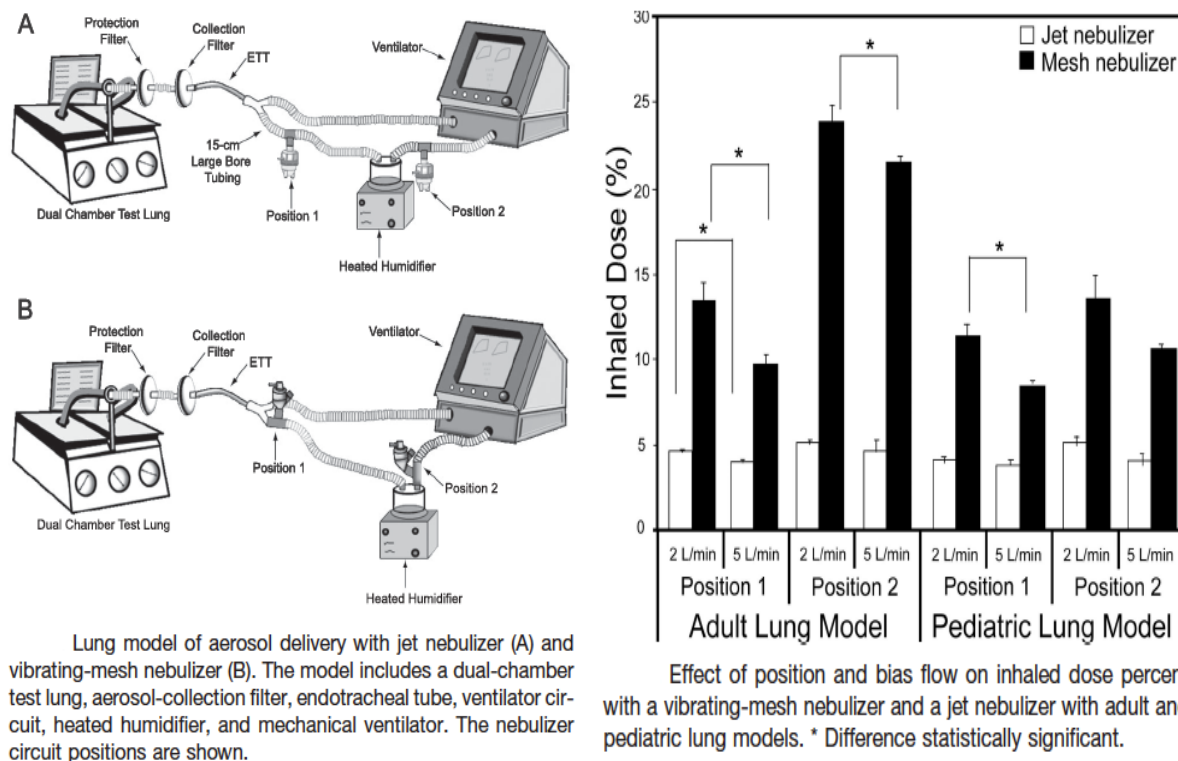 A
Protection
Filter
Collection
Filter
ETT
Ventilator
15-cm
Large Bore
Tubing
Dual Chamber Test Lung
Position 1
Position 2
Heated Humidifier
B
Protection
Filter
Collection
Filter
ETT
Ventilator
Position 1
Position 2
Dual Chamber Test Lung
Heated Humidifier
Lung model of aerosol delivery with jet nebulizer (A) and
vibrating-mesh nebulizer (B). The model includes a dual-chamber
test lung, aerosol-collection filter, endotracheal tube, ventilator cir-
cuit, heated humidifier, and mechanical ventilator. The nebulizer
circuit positions are shown.
Jet nebulizer
Mesh nebulizer
Inhaled Dose (%)
30
25
30
20
15
10
5
0
* * * * *
2 L/min 5 L/min 2 L/min 5 L/min 2 L/min 5 L/min 2 L/min 5 L/min
Position 1 Position 2 Position 1 Position 2
Adult Lung Model Pediatric Lung Model
Effect of position and bias flow on inhaled dose percen
with a vibrating-mesh nebulizer and a jet nebulizer with adult an
pediatric lung models. * Difference statistically significant.